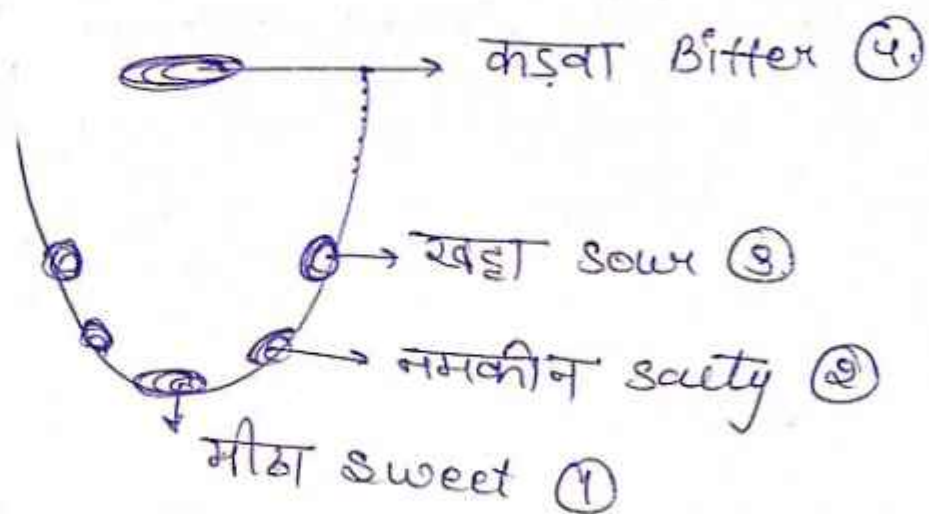 कड़वा Bitter ④.
खट्टा sour ③
नमकीन salty ②
मीठा sweet ①